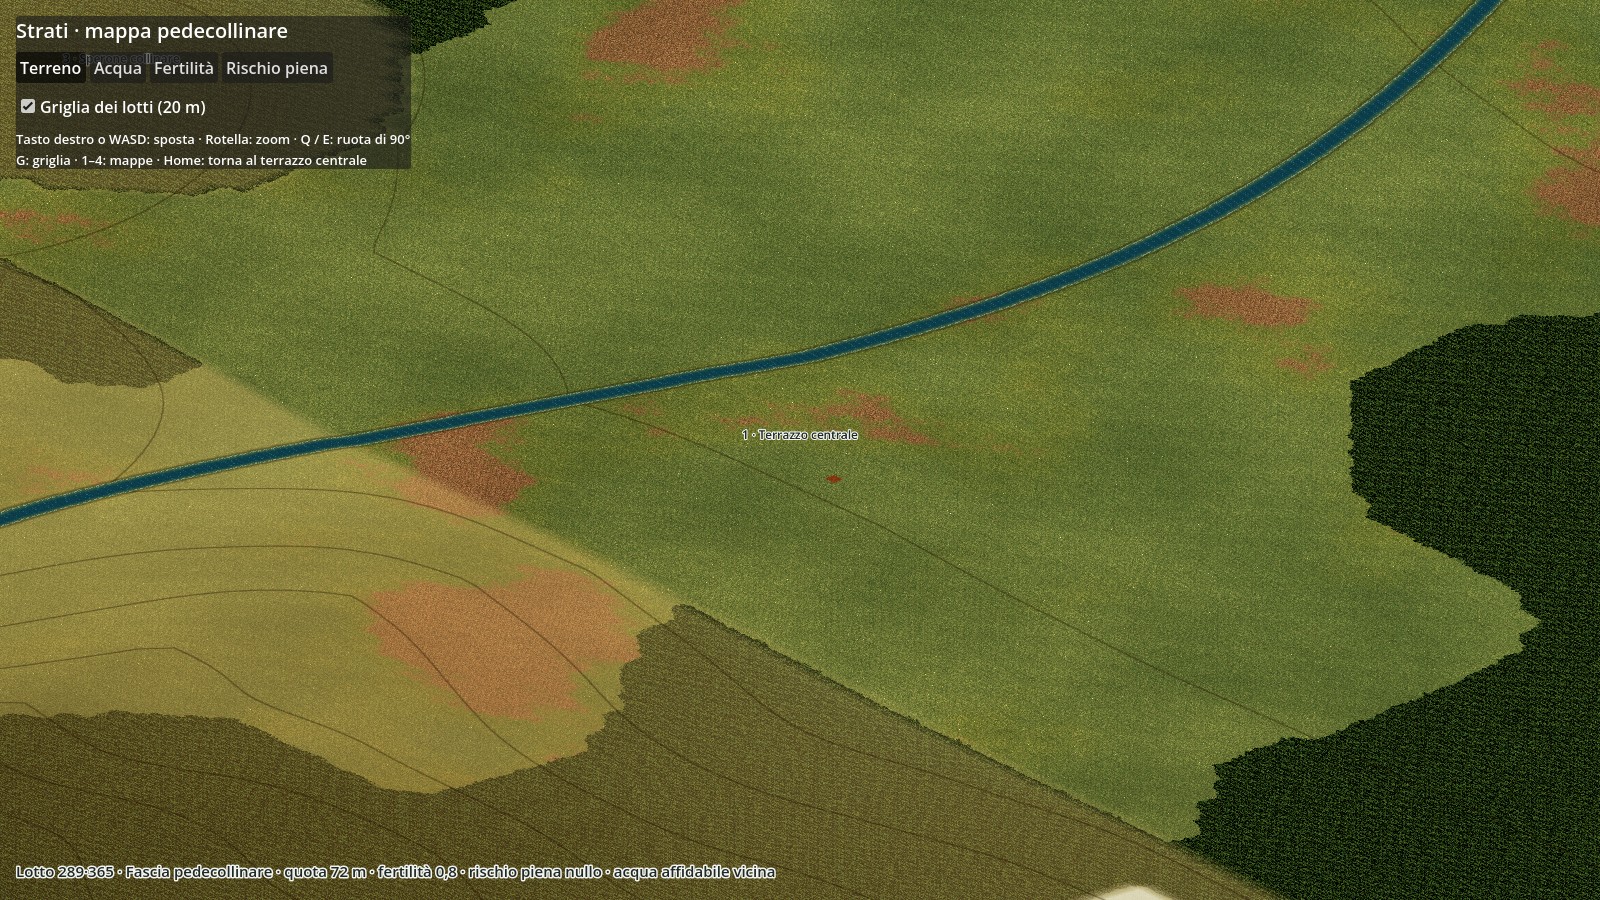 Strati · mappa pedecollinare
Terreno Acqua Fertilità Rischio piena
Griglia dei lotti (20 m)
Tasto destro o WASD: sposta · Rotella: zoom · Q / E: ruota di 90°
G: griglia · 1–4: mappe · Home: torna al terrazzo centrale
1 · Terrazzo centrale
Lotto 289:365 · Fascia pedecollinare · quota 72 m · fertilità 0,8 · rischio piena nullo · acqua affidabile vicina